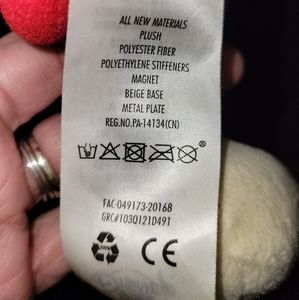 ALL NEW MATERIALS
PLUSH
POLYESTER FIBER
POLYETHYLENE STIFFENERS
MAGNET
BEIGE BASE
METAL PLATE
REG.NO.PA-14134(CN)
®
FAC-049173-20168
GRC#103Q121D491
CE